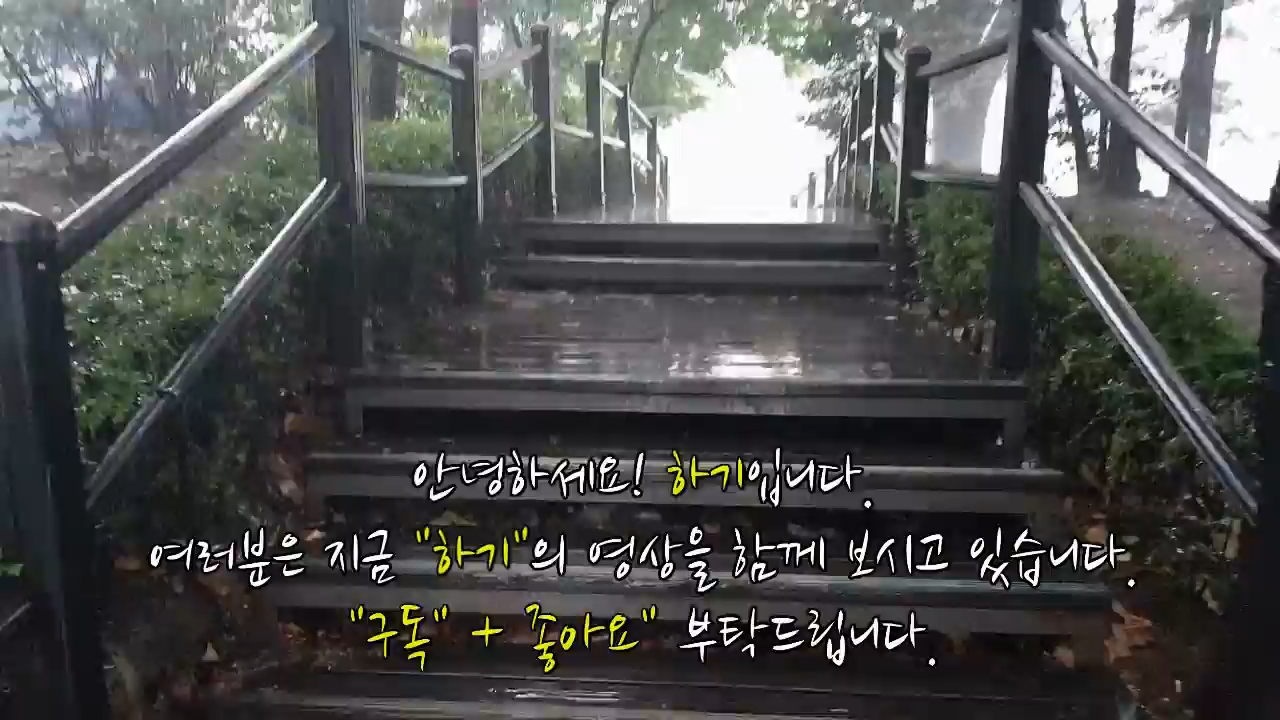 안녕하세요! 하기입니다.
여러분은 지금 "하기"의 영상을 함께 보시고 있습니다.
"구독" + 좋아요" 부탁드립니다.